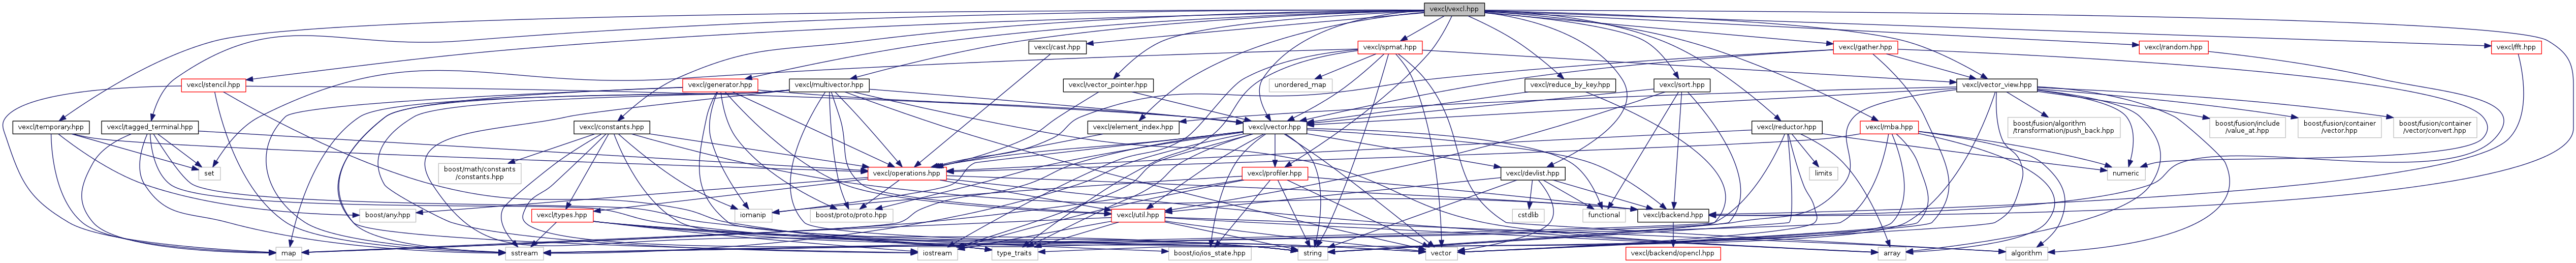 vexcl/vexcl.hpp
vexcl/cast.hpp
vexcl/spmat.hpp
vexcl/gather.hpp
vexcl/random.hpp
vexcl/fft.hpp
vexcl/stencil.hpp
vexcl/generator.hpp
vexcl/multivector.hpp
vexcl/vector_pointer.hpp
unordered_map
vexcl/reduce_by_key.hpp
vexcl/sort.hpp
vexcl/vector_view.hpp
vexcl/temporary.hpp
vexcl/tagged_terminal.hpp
vexcl/constants.hpp
vexcl/element_index.hpp
vexcl/vector.hpp
vexcl/reductor.hpp
vexcl/mba.hpp
boost/fusion/algorithm
/transformation/push_back.hpp
boost/fusion/include
/value_at.hpp
boost/fusion/container
/vector.hpp
boost/fusion/container
/vector/convert.hpp
set
boost/math/constants
/constants.hpp
vexcl/operations.hpp
vexcl/profiler.hpp
vexcl/devlist.hpp
limits
numeric
boost/any.hpp
vexcl/types.hpp
iomanip
boost/proto/proto.hpp
vexcl/util.hpp
cstdlib
functional
vexcl/backend.hpp
map
sstream
iostream
type_traits
boost/io/ios_state.hpp
string
vector
vexcl/backend/opencl.hpp
array
algorithm